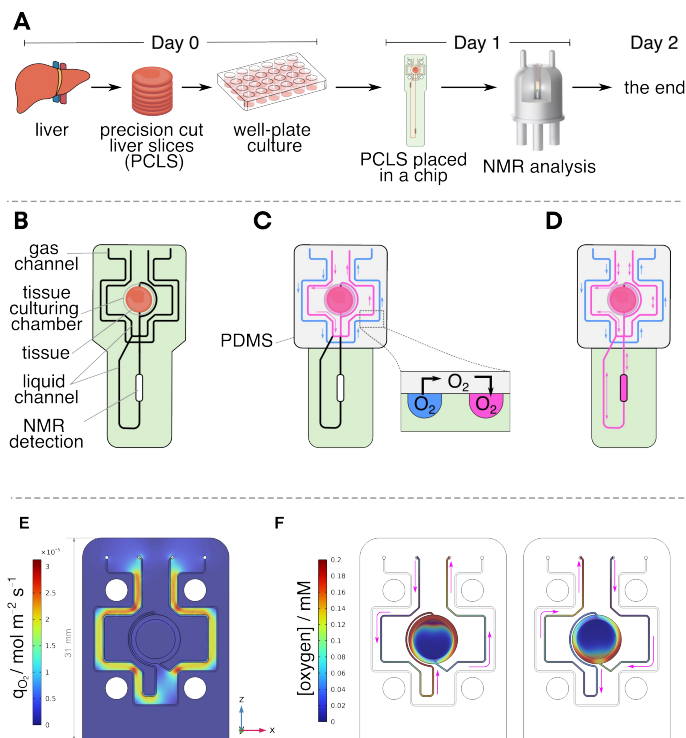 A
Day 0
Day 1
Day 2
liver
precision cut
liver slices
(PCLS)
well-plate
culture
PCLS placed
in a chip
NMR analysis
the end
B
gas
channel
tissue
culturing
chamber
tissue
liquid
channel
NMR
detection
C
PDMS
O2
O2
O2
D
E
×10⁻⁵
3
2.5
2
1.5
1
0.5
0
qO2/ mol m⁻² s⁻¹
31 mm
z
x
F
0.2
0.18
0.16
0.14
0.12
0.1
0.08
0.06
0.04
0.02
0
[oxygen] / mM